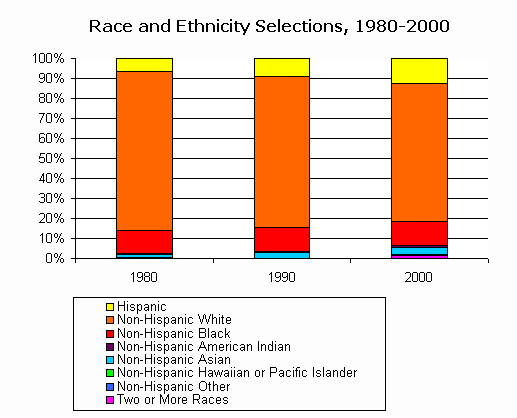 Race and Ethnicity Selections, 1980-2000
100%
90%
80%
70%
60%
50%
40%
30%
20%
10%
0%
1980 1990 2000
Hispanic
Non-Hispanic White
Non-Hispanic Black
Non-Hispanic American Indian
Non-Hispanic Asian
Non-Hispanic Hawaiian or Pacific Islander
Non-Hispanic Other
Two or More Races